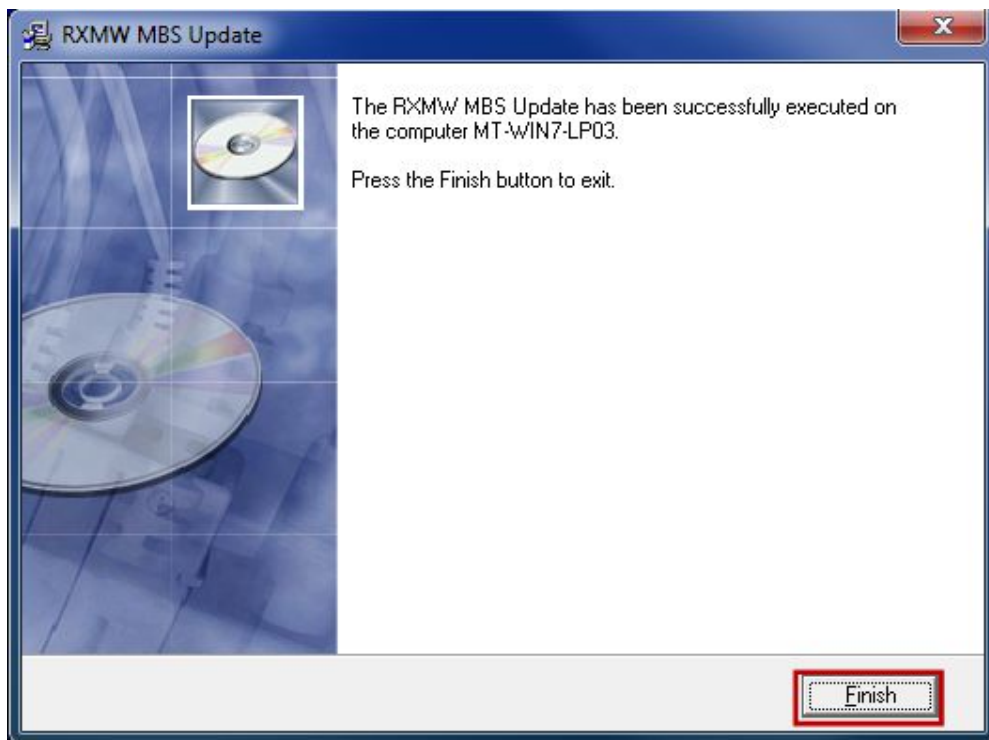 RXMW MBS Update
The RXMW MBS Update has been successfully executed on
the computer MT-WIN7-LP03.
Press the Finish button to exit.
Finish